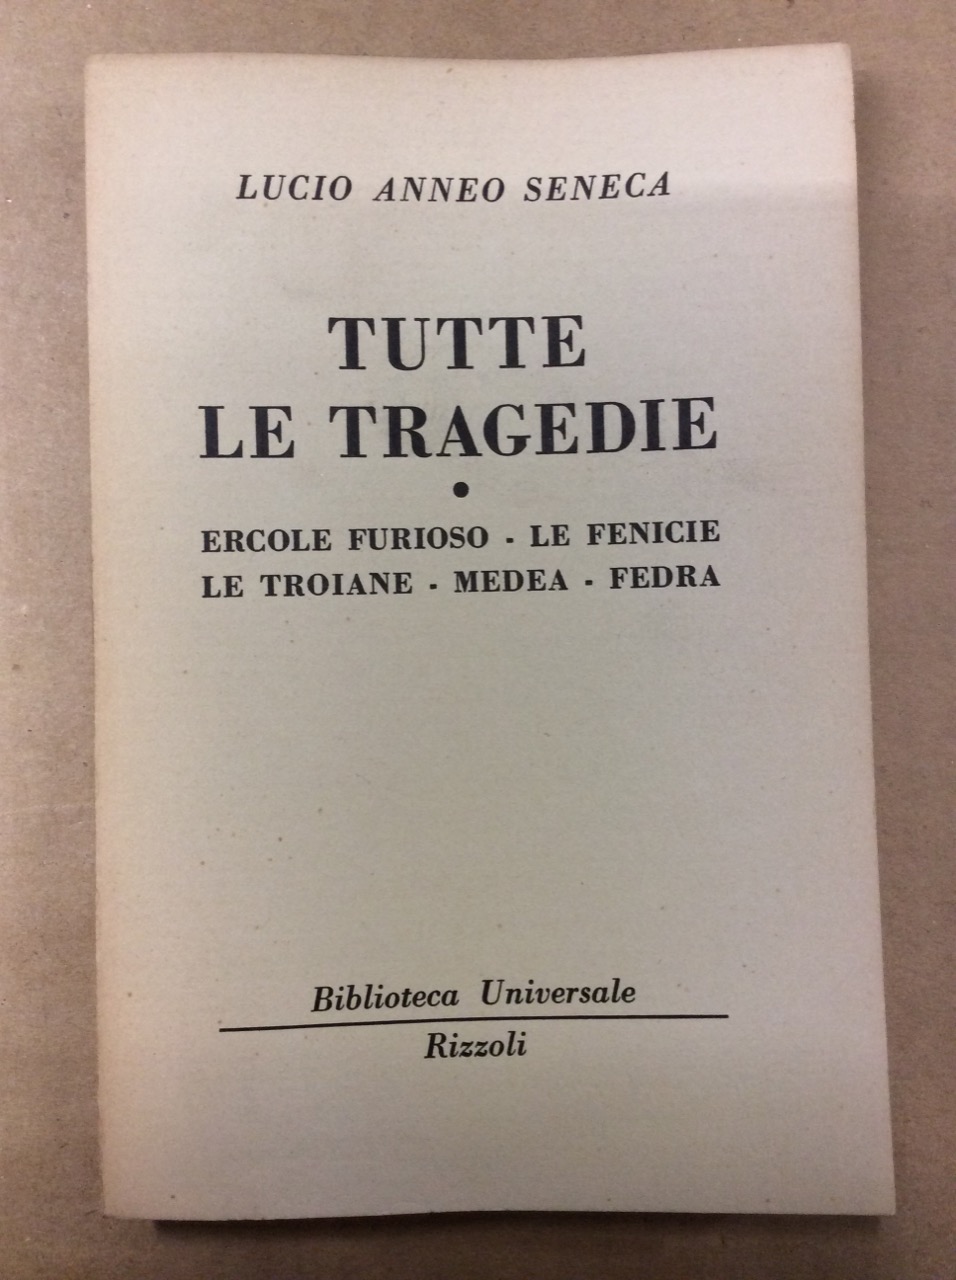 LUCIO ANNEO SENECA
TUTTE
LE TRAGEDIE
•
ERCOLE FURIOSO - LE FENICIE
LE TROIANE - MEDEA - FEDRA
Biblioteca Universale
Rizzoli